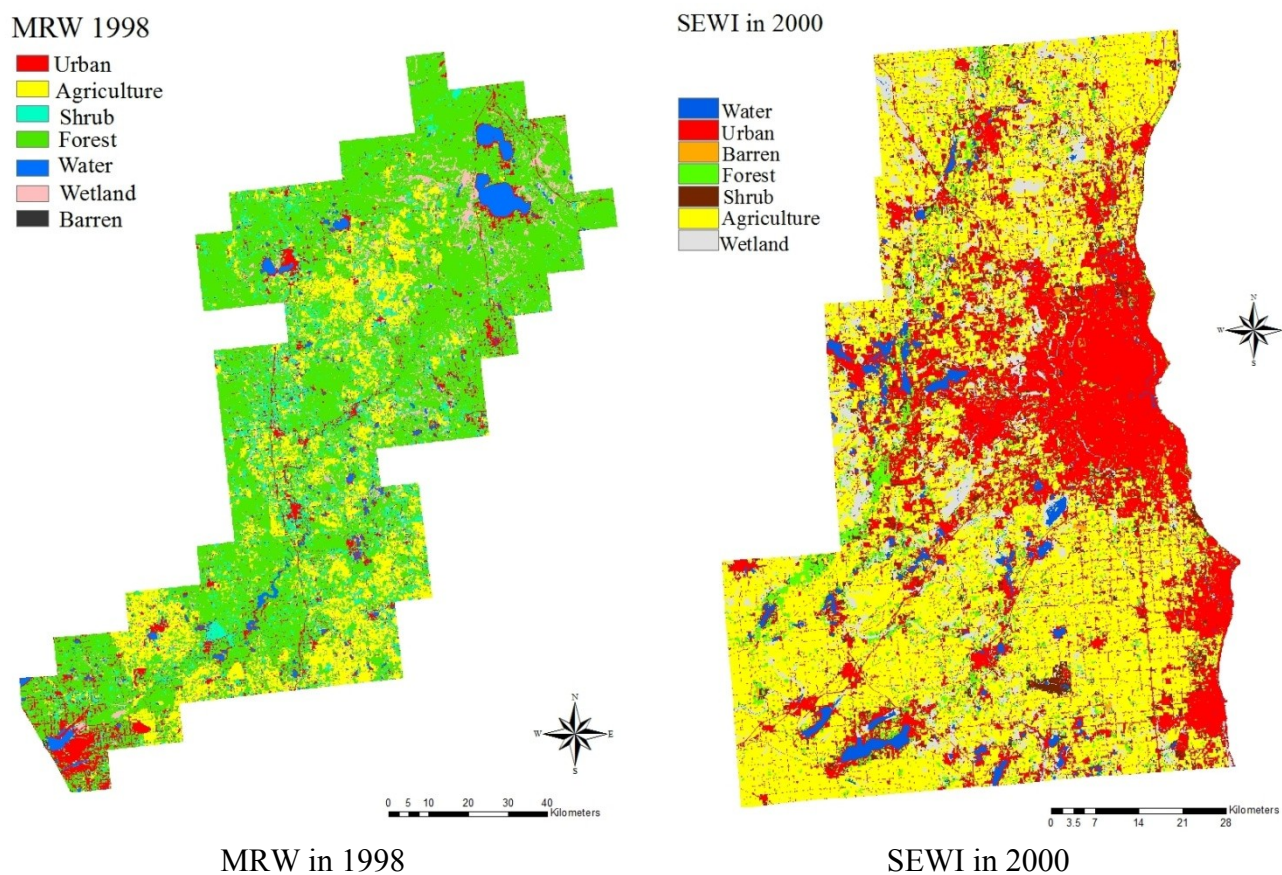 MRW 1998
Urban
Agriculture
Shrub
Forest
Water
Wetland
Barren
N
W E
S
0 5 10 20 30 40
Kilometers
MRW in 1998
SEWI in 2000
Water
Urban
Barren
Forest
Shrub
Agriculture
Wetland
N
W E
S
Kilometers
0 3.5 7 14 21 28
SEWI in 2000